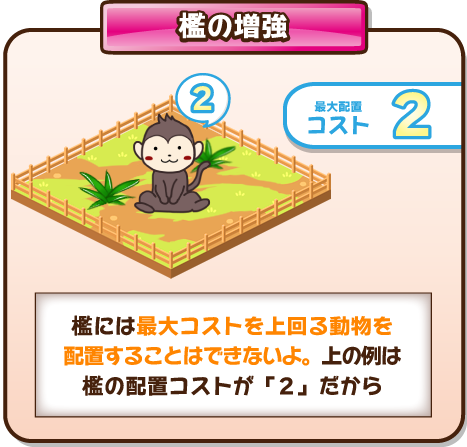 檻の増強
2
最大配置
コスト 2
檻には最大コストを上回る動物を
配置することはできないよ。上の例は
檻の配置コストが「2」だから